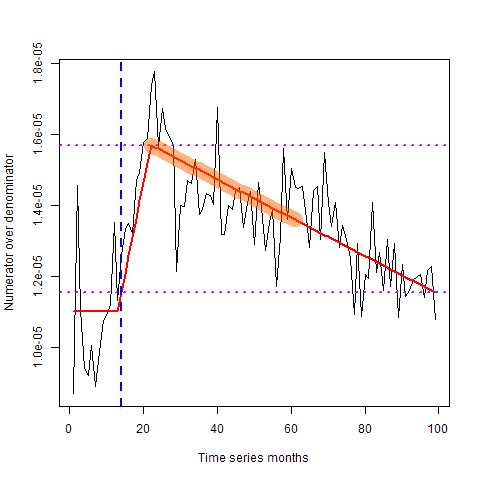 Numerator over denominator
1.8e-05
1.6e-05
1.4e-05
1.2e-05
1.0e-05
0 20 40 60 80 100
Time series months